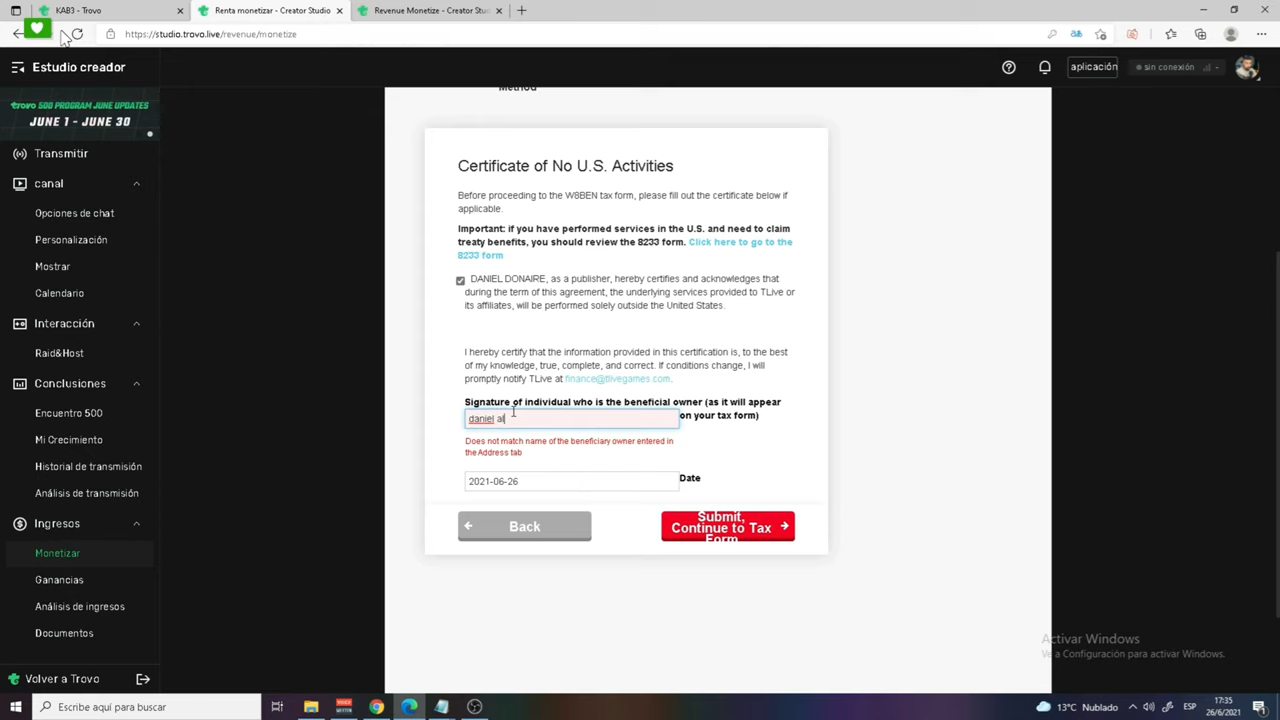 KAB3 - Trovo
Renta monetizar - Creator Studio
Revenue Monetize - Creator Studio
https://studio.trovo.live/revenue/monetize
Estudio creador
aplicación
sin conexión
trovo 500 PROGRAM JUNE UPDATES
JUNE 1 - JUNE 30
Transmitir
canal
Opciones de chat
Personalización
Mostrar
Calendario
Interacción
Raid&Host
Conclusiones
Encuentro 500
Mi Crecimiento
Historial de transmisión
Análisis de transmisión
Ingresos
Monetizar
Ganancias
Análisis de ingresos
Documentos
Volver a Trovo
Method
Certificate of No U.S. Activities
Before proceeding to the W8BEN tax form, please fill out the certificate below if
applicable.
Important: if you have performed services in the U.S. and need to claim
treaty benefits, you should review the 8233 form. Click here to go to the
8233 form
DANIEL DONAIRE, as a publisher, hereby certifies and acknowledges that
during the term of this agreement, the underlying services provided to TLive or
its affiliates, will be performed solely outside the United States.
I hereby certify that the information provided in this certification is, to the best
of my knowledge, true, complete, and correct. If conditions change, I will
promptly notify TLive at finance@tlivegames.com.
Signature of individual who is the beneficial owner (as it will appear
on your tax form)
daniel al
Does not match name of the beneficiary owner entered in
the Address tab
2021-06-26
Date
Back
Submit,
Continue to Tax
Form
Activar Windows
Ve a Configuración para activar Windows.
Escribe aquí para buscar
13°C Nublado
ESP
17:35
26/6/2021